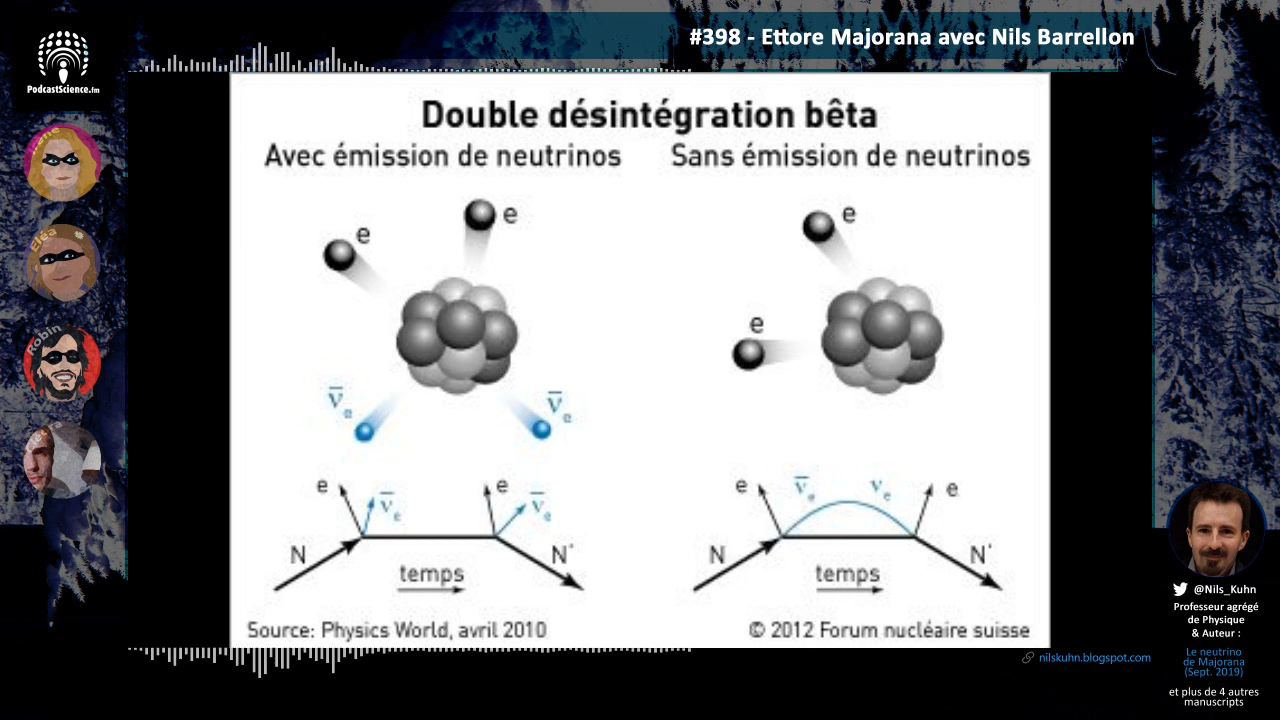 #398 - Ettore Majorana avec Nils Barrellon
PodcastScience.fm
Eléa
Robin
Double désintégration bêta
Avec émission de neutrinos
Sans émission de neutrinos
e
e
ν̅e
ν̅e
e
e
e
ν̅e
e
ν̅e
N
N'
temps
e
ν̅e
νe
e
N
N'
temps
Source: Physics World, avril 2010
© 2012 Forum nucléaire suisse
nilskuhn.blogspot.com
@Nils_Kuhn
Professeur agrégé
de Physique
& Auteur :
Le neutrino
de Majorana
(Sept. 2019)
et plus de 4 autres
manuscripts